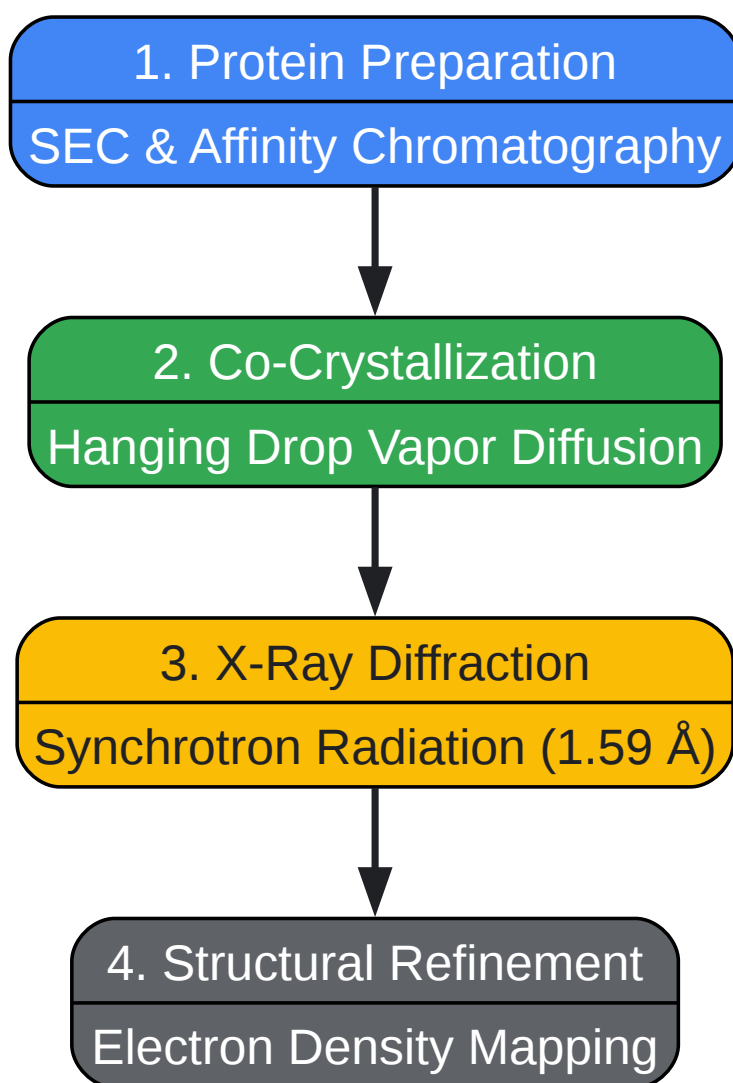 1. Protein Preparation
SEC & Affinity Chromatography
2. Co-Crystallization
Hanging Drop Vapor Diffusion
3. X-Ray Diffraction
Synchrotron Radiation (1.59 Å)
4. Structural Refinement
Electron Density Mapping